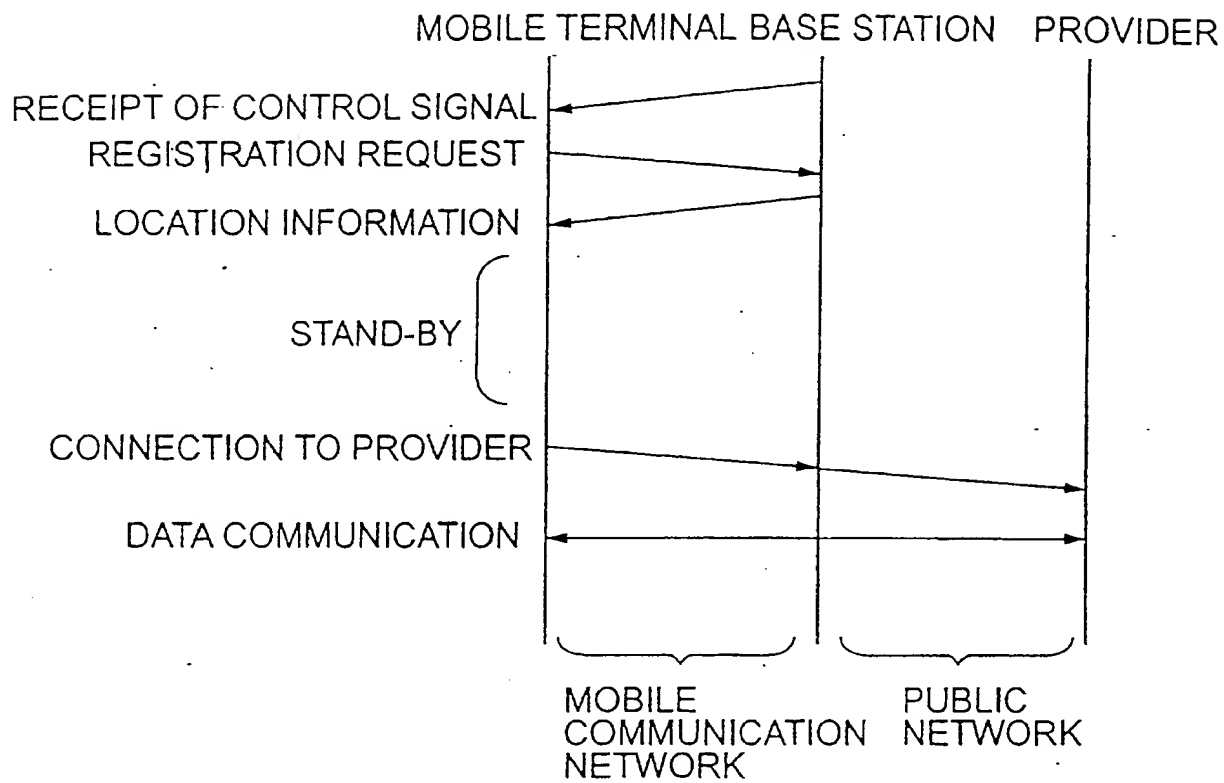 MOBILE TERMINAL BASE STATION PROVIDER
RECEIPT OF CONTROL SIGNAL
REGISTRATION REQUEST
LOCATION INFORMATION
STAND-BY
CONNECTION TO PROVIDER
DATA COMMUNICATION
MOBILE
COMMUNICATION
NETWORK
PUBLIC
NETWORK